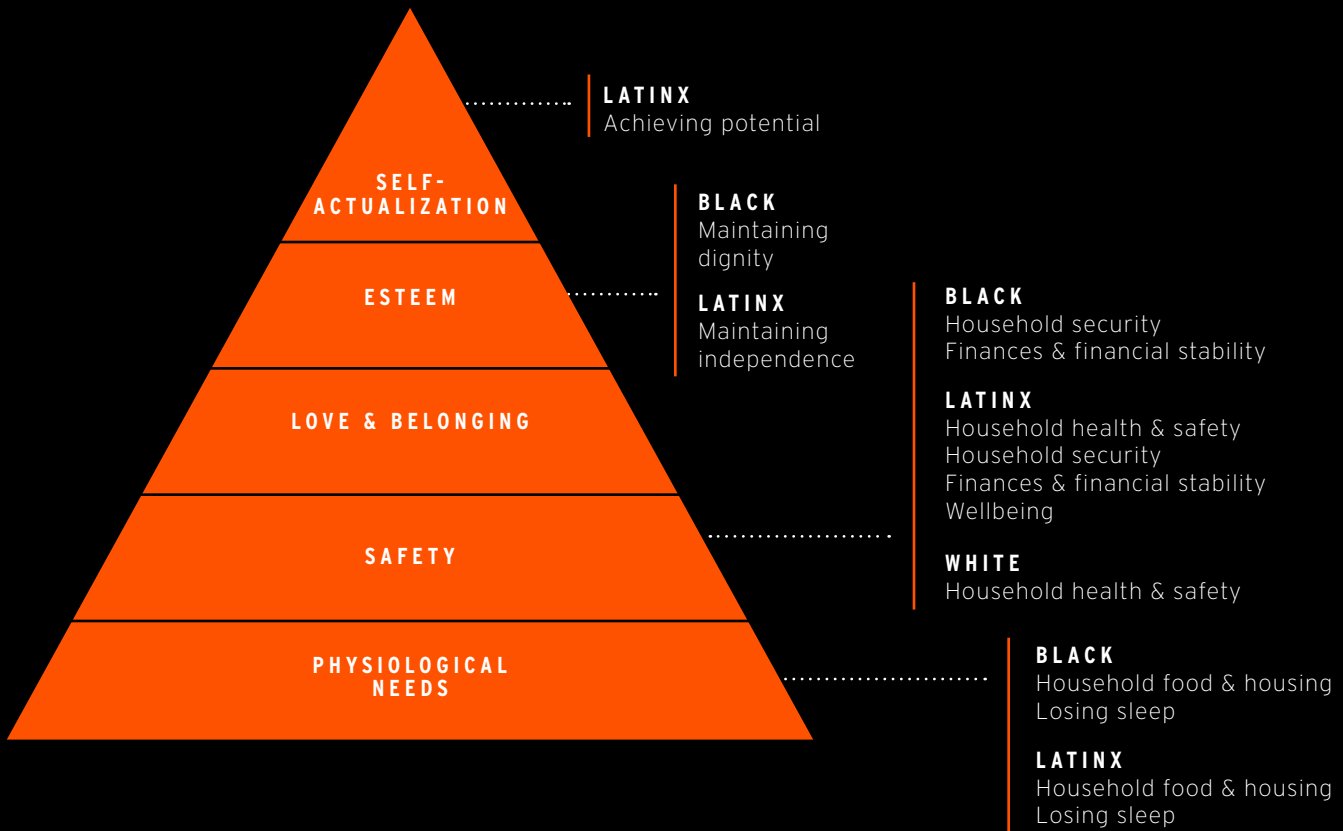 LATINX
Achieving potential
SELF-
ACTUALIZATION
BLACK
Maintaining
dignity
LATINX
Maintaining
independence
ESTEEM
BLACK
Household security
Finances & financial stability
LATINX
Household health & safety
Household security
Finances & financial stability
Wellbeing
WHITE
Household health & safety
LOVE & BELONGING
SAFETY
PHYSIOLOGICAL
NEEDS
BLACK
Household food & housing
Losing sleep
LATINX
Household food & housing
Losing sleep